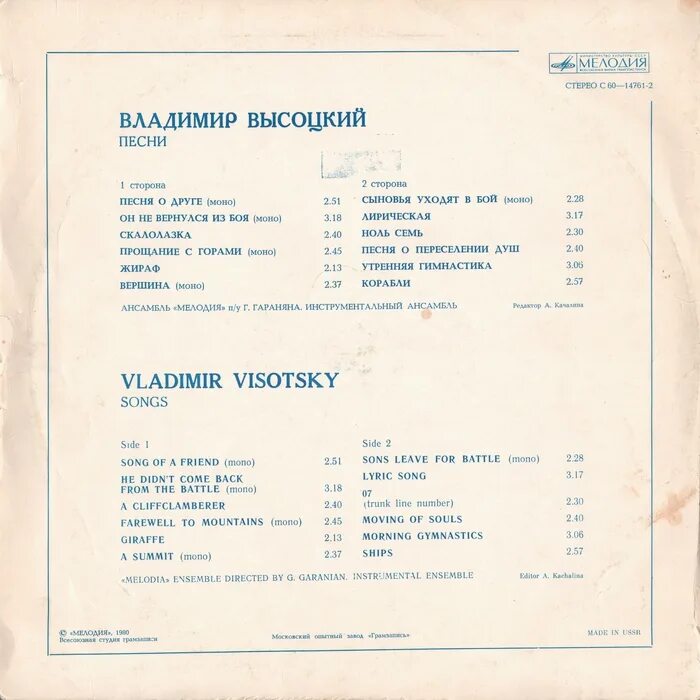 МИНИСТЕРСТВО КУЛЬТУРЫ СССР
МЕЛОДИЯ
ВСЕСОЮЗНАЯ ФИРМА ГРАМПЛАСТИНОК
СТЕРЕО С 60—14761-2
ВЛАДИМИР ВЫСОЦКИЙ
ПЕСНИ
1 сторона
ПЕСНЯ О ДРУГЕ (моно) 2.51
ОН НЕ ВЕРНУЛСЯ ИЗ БОЯ (моно) 3.18
СКАЛОЛАЗКА 2.40
ПРОЩАНИЕ С ГОРАМИ (моно) 2.45
ЖИРАФ 2.13
ВЕРШИНА (моно) 2.37
2 сторона
СЫНОВЬЯ УХОДЯТ В БОЙ (моно) 2.28
ЛИРИЧЕСКАЯ 3.17
НОЛЬ СЕМЬ 2.30
ПЕСНЯ О ПЕРЕСЕЛЕНИИ ДУШ 2.40
УТРЕННЯЯ ГИМНАСТИКА 3.06
КОРАБЛИ 2.57
АНСАМБЛЬ «МЕЛОДИЯ» п/у Г. ГАРАНЯНА. ИНСТРУМЕНТАЛЬНЫЙ АНСАМБЛЬ
Редактор А. Качалина
VLADIMIR VISOTSKY
SONGS
Side 1
SONG OF A FRIEND (mono) 2.51
HE DIDN'T COME BACK
FROM THE BATTLE (mono) 3.18
A CLIFFCLAMBERER 2.40
FAREWELL TO MOUNTAINS (mono) 2.45
GIRAFFE 2.13
A SUMMIT (mono) 2.37
Side 2
SONS LEAVE FOR BATTLE (mono) 2.28
LYRIC SONG 3.17
07
(trunk line number) 2.30
MOVING OF SOULS 2.40
MORNING GYMNASTICS 3.06
SHIPS 2.57
«MELODIA» ENSEMBLE DIRECTED BY G. GARANIAN. INSTRUMENTAL ENSEMBLE
Editor A. Kachalina
© «МЕЛОДИЯ», 1980
Всесоюзная студия грамзаписи
Московский опытный завод «Грамзапись»
MADE IN USSR